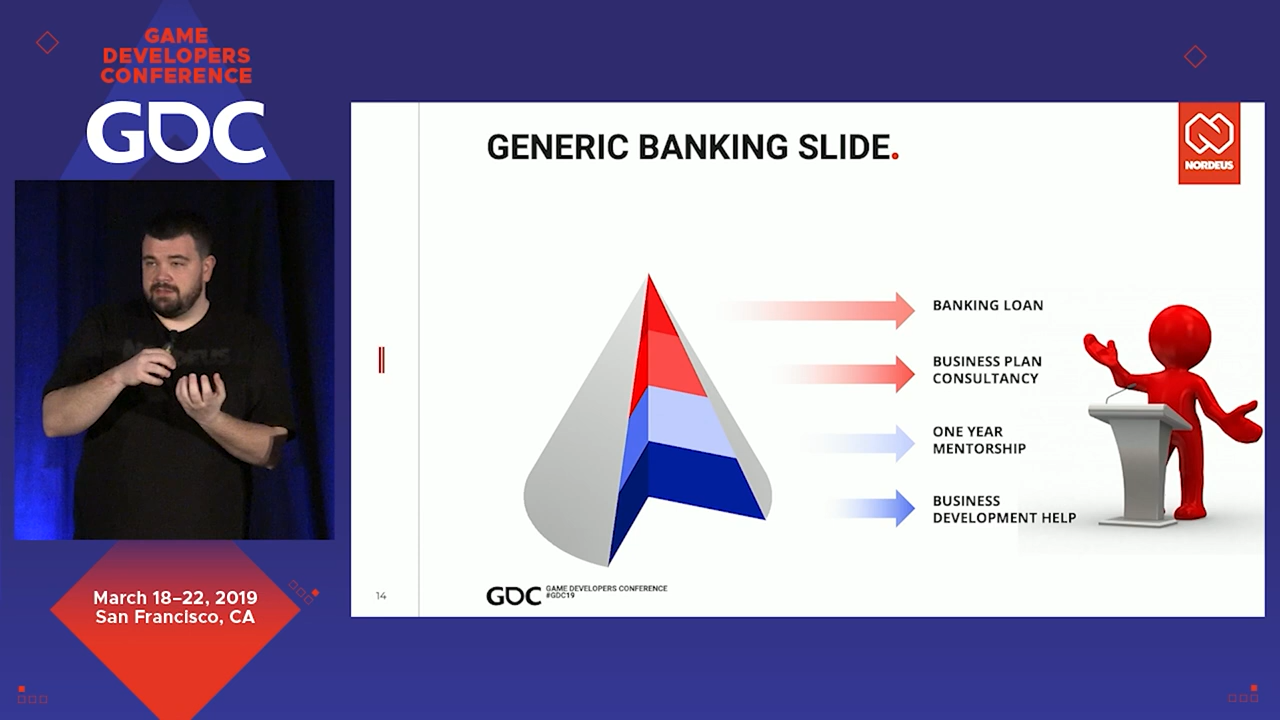 GAME
DEVELOPERS
CONFERENCE
GDC
March 18–22, 2019
San Francisco, CA
GENERIC BANKING SLIDE.
NORDEUS
BANKING LOAN
BUSINESS PLAN
CONSULTANCY
ONE YEAR
MENTORSHIP
BUSINESS
DEVELOPMENT HELP
14
GDC
GAME DEVELOPERS CONFERENCE
#GDC19